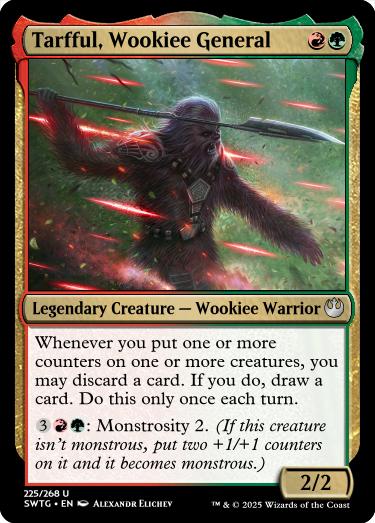 Tarfful, Wookiee General
Legendary Creature — Wookiee Warrior
Whenever you put one or more
counters on one or more creatures, you
may discard a card. If you do, draw a
card. Do this only once each turn.
3: Monstrosity 2. (If this creature
isn't monstrous, put two +1/+1 counters
on it and it becomes monstrous.)
2/2
225/268 U
SWTG • EN Alexandr Elichev
™ & © 2025 Wizards of the Coast